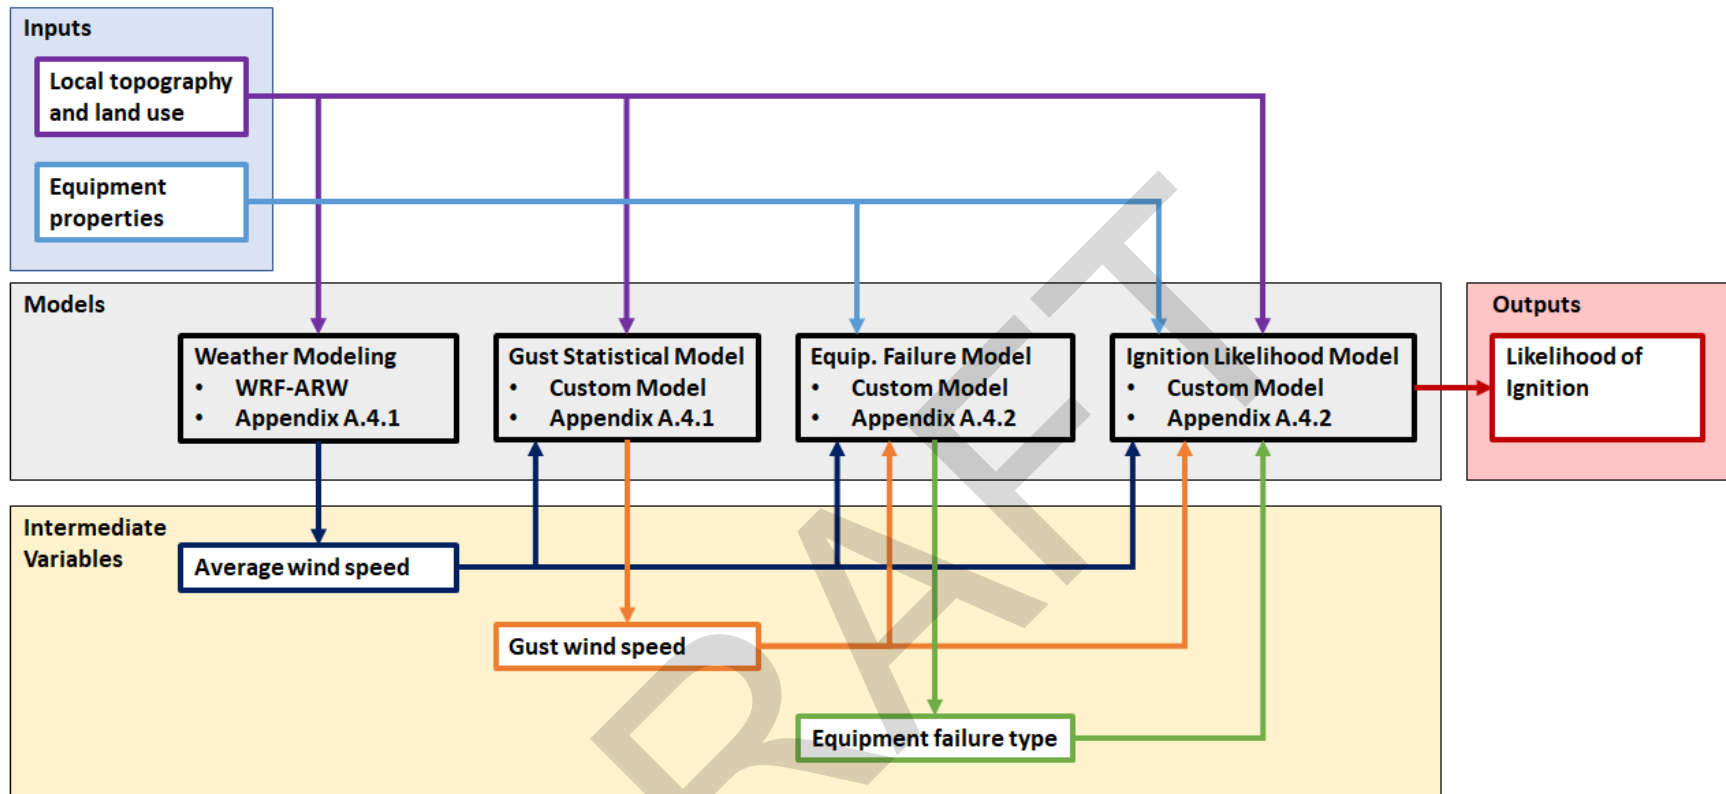 Inputs
Local topography
and land use
Equipment
properties
Models
Weather Modeling
• WRF-ARW
• Appendix A.4.1
Gust Statistical Model
• Custom Model
• Appendix A.4.1
Equip. Failure Model
• Custom Model
• Appendix A.4.2
Ignition Likelihood Model
• Custom Model
• Appendix A.4.2
Outputs
Likelihood of
Ignition
Intermediate
Variables
Average wind speed
Gust wind speed
Equipment failure type
RAFT